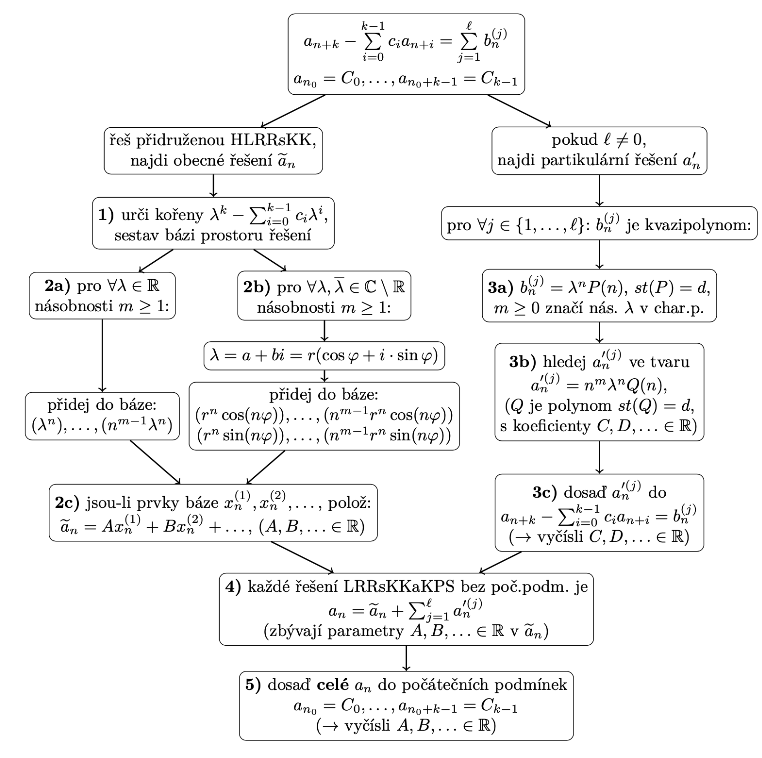 a_{n+k} − ∑_{i=0}^{k−1} c_i a_{n+i} = ∑_{j=1}^{ℓ} b_n^{(j)}
a_{n_0} = C_0, …, a_{n_0+k−1} = C_{k−1}
řeš přidruženou HLRRsKK,
najdi obecné řešení ã_n
pokud ℓ ≠ 0,
najdi partikulární řešení a′_n
1) urči kořeny λ^k − ∑_{i=0}^{k−1} c_i λ^i,
sestav bázi prostoru řešení
pro ∀j ∈ {1, …, ℓ}: b_n^{(j)} je kvazipolynom:
2a) pro ∀λ ∈ ℝ
násobnosti m ≥ 1:
2b) pro ∀λ, λ̅ ∈ ℂ \ ℝ
násobnosti m ≥ 1:
3a) b_n^{(j)} = λ^n P(n), st(P) = d,
m ≥ 0 značí nás. λ v char.p.
λ = a + bi = r(cos φ + i · sin φ)
3b) hledej a′_n^{(j)} ve tvaru
a′_n^{(j)} = n^m λ^n Q(n),
(Q je polynom st(Q) = d,
s koeficienty C, D, … ∈ ℝ)
přidej do báze:
(λ^n), …, (n^{m−1}λ^n)
přidej do báze:
(r^n cos(nφ)), …, (n^{m−1}r^n cos(nφ))
(r^n sin(nφ)), …, (n^{m−1}r^n sin(nφ))
2c) jsou-li prvky báze x_n^{(1)}, x_n^{(2)}, …, polož:
ã_n = Ax_n^{(1)} + Bx_n^{(2)} + …, (A, B, … ∈ ℝ)
3c) dosaď a′_n^{(j)} do
a_{n+k} − ∑_{i=0}^{k−1} c_i a_{n+i} = b_n^{(j)}
(→ vyčísli C, D, … ∈ ℝ)
4) každé řešení LRRsKKaKPS bez poč.podm. je
a_n = ã_n + ∑_{j=1}^{ℓ} a′_n^{(j)}
(zbývají parametry A, B, … ∈ ℝ v ã_n)
5) dosaď celé a_n do počátečních podmínek
a_{n_0} = C_0, …, a_{n_0+k−1} = C_{k−1}
(→ vyčísli A, B, … ∈ ℝ)